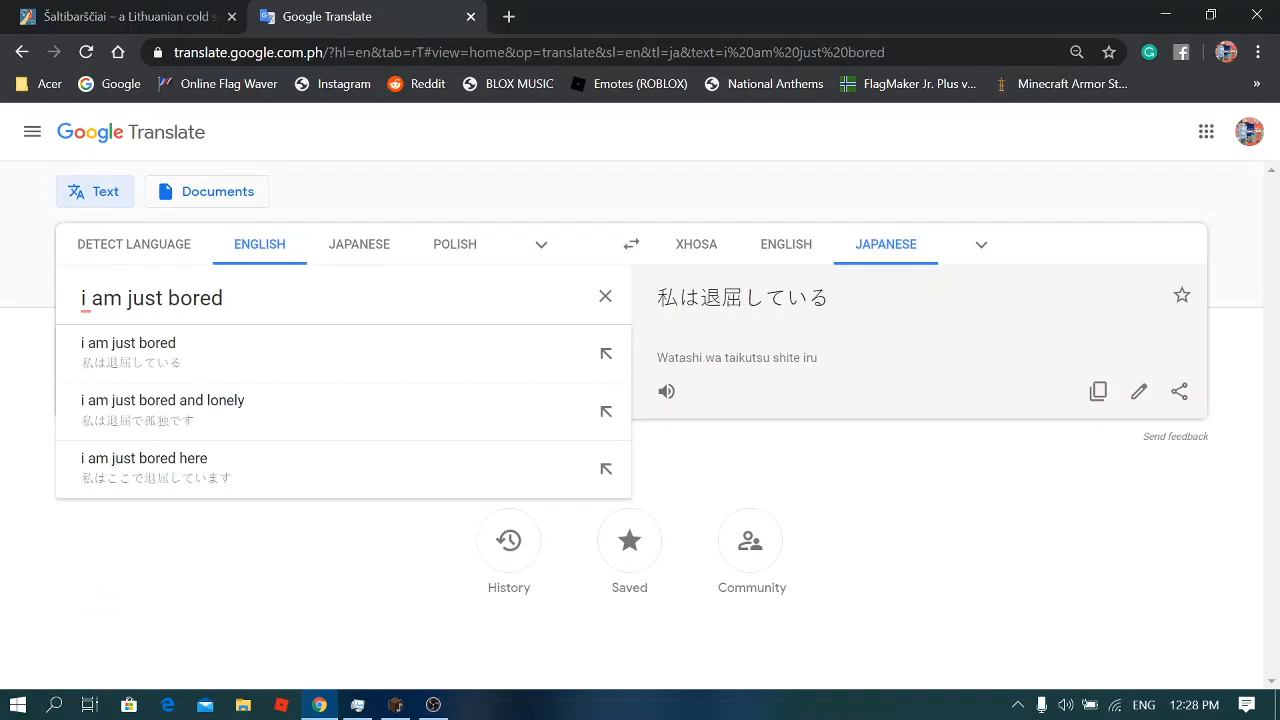 Šaltibarščiai – a Lithuanian cold s
Google Translate
translate.google.com.ph/?hl=en&tab=rT#view=home&op=translate&sl=en&tl=ja&text=i%20am%20just%20bored
Acer Google Online Flag Waver Instagram Reddit BLOX MUSIC Emotes (ROBLOX) National Anthems FlagMaker Jr. Plus v... Minecraft Armor St... »
Google Translate
Text Documents
DETECT LANGUAGE ENGLISH JAPANESE POLISH XHOSA ENGLISH JAPANESE
i am just bored
私は退屈している
i am just bored
私は退屈している
Watashi wa taikutsu shite iru
i am just bored and lonely
私は退屈で孤独です
Send feedback
i am just bored here
私はここで退屈しています
History Saved Community
ENG 12:28 PM